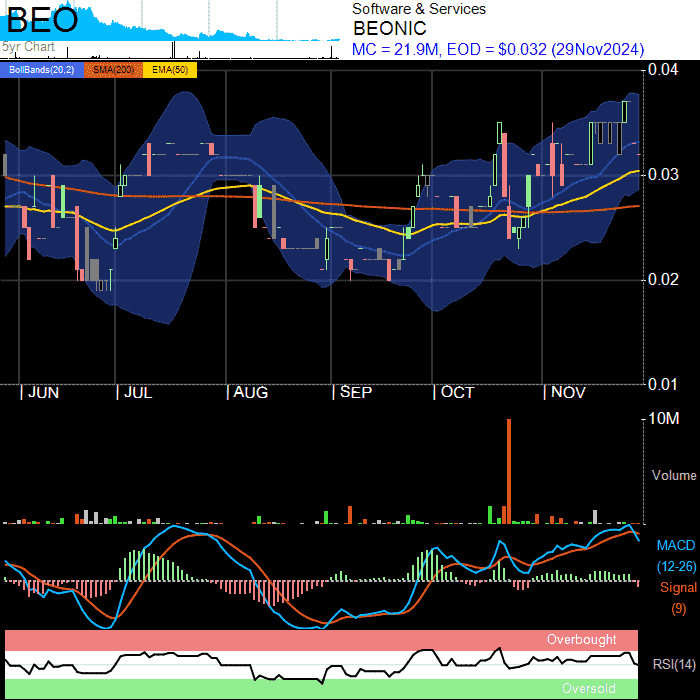 BEO
5yr Chart
Software & Services
BEONIC
MC = 21.9M, EOD = $0.032 (29Nov2024)
BollBands(20,2) SMA(200) EMA(50)
0.04
0.03
0.02
0.01
JUN JUL AUG SEP OCT NOV
10M
Volume
MACD
(12-26)
Signal
(9)
Overbought
RSI(14)
Oversold